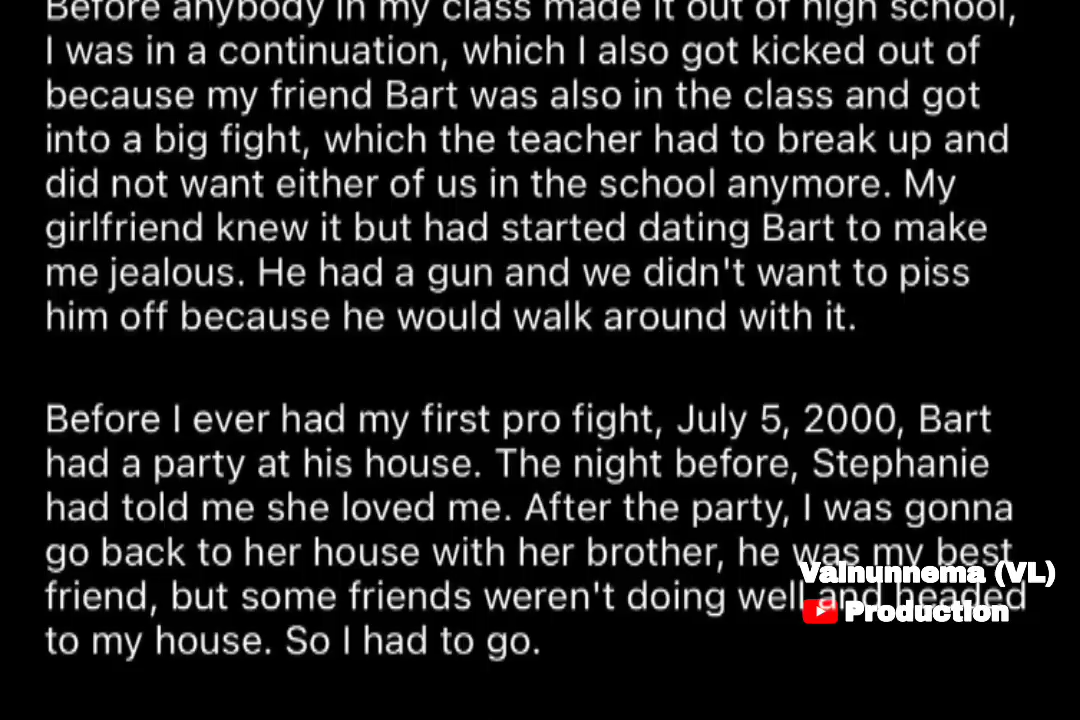 Before anybody in my class made it out of high school,
I was in a continuation, which I also got kicked out of
because my friend Bart was also in the class and got
into a big fight, which the teacher had to break up and
did not want either of us in the school anymore. My
girlfriend knew it but had started dating Bart to make
me jealous. He had a gun and we didn't want to piss
him off because he would walk around with it.
Before I ever had my first pro fight, July 5, 2000, Bart
had a party at his house. The night before, Stephanie
had told me she loved me. After the party, I was gonna
go back to her house with her brother, he was my best
friend, but some friends weren't doing well and headed
to my house. So I had to go.
Valnunnema (VL)
Production